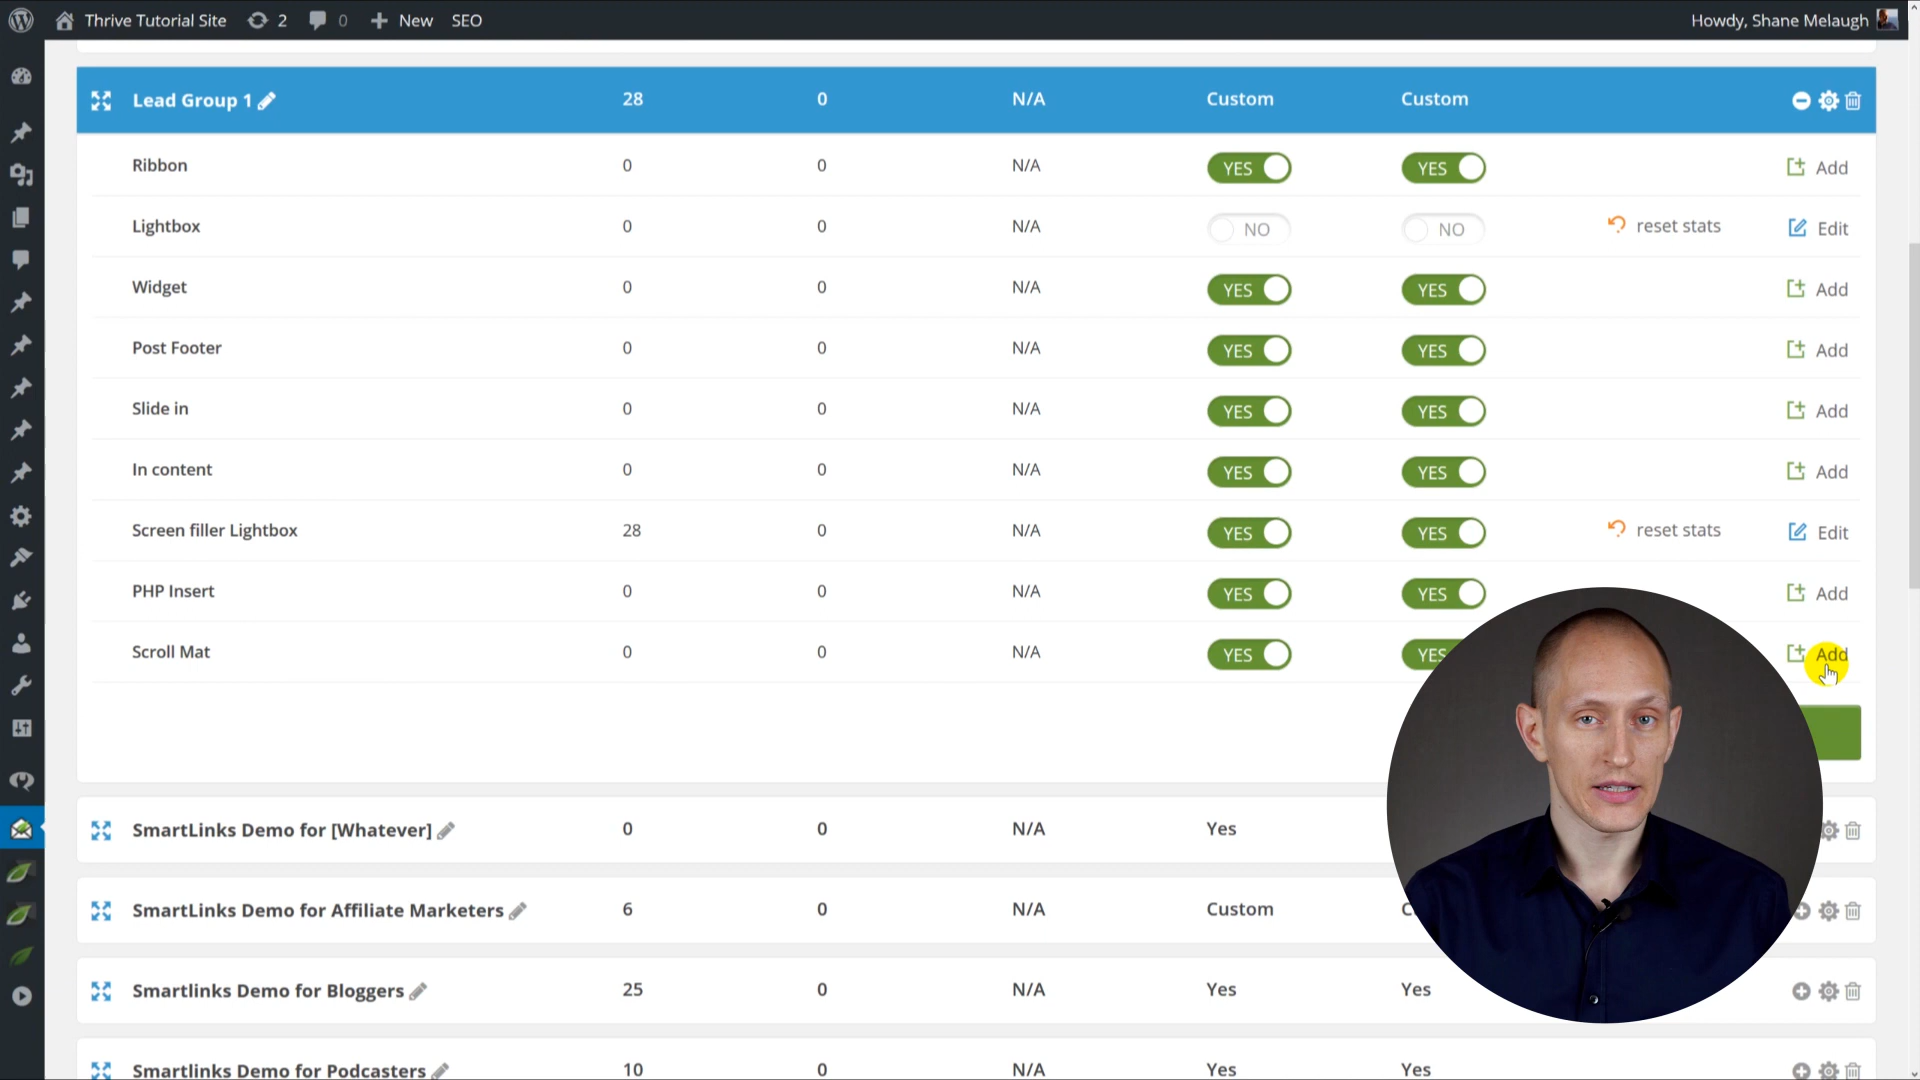 Thrive Tutorial Site 2 0 New SEO Howdy, Shane Melaugh
Lead Group 1 28 0 N/A Custom Custom
Ribbon 0 0 N/A YES YES Add
Lightbox 0 0 N/A NO NO reset stats Edit
Widget 0 0 N/A YES YES Add
Post Footer 0 0 N/A YES YES Add
Slide in 0 0 N/A YES YES Add
In content 0 0 N/A YES YES Add
Screen filler Lightbox 28 0 N/A YES YES reset stats Edit
PHP Insert 0 0 N/A YES YES Add
Scroll Mat 0 0 N/A YES YES Add
SmartLinks Demo for [Whatever] 0 0 N/A Yes
SmartLinks Demo for Affiliate Marketers 6 0 N/A Custom
Smartlinks Demo for Bloggers 25 0 N/A Yes Yes
Smartlinks Demo for Podcasters 10 0 N/A Yes Yes